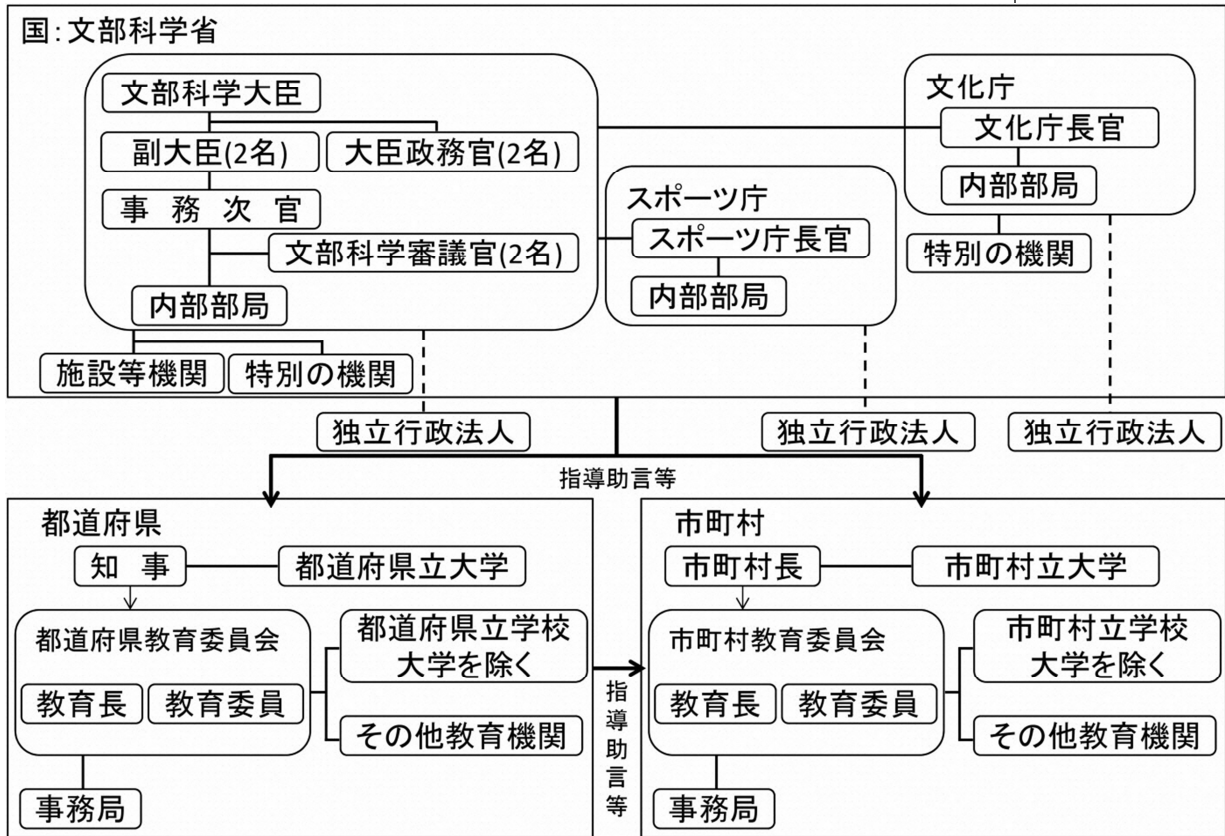 国：文部科学省
文部科学大臣
副大臣(2名)
大臣政務官(2名)
事務次官
文部科学審議官(2名)
内部部局
施設等機関
特別の機関
スポーツ庁
スポーツ庁長官
内部部局
文化庁
文化庁長官
内部部局
特別の機関
独立行政法人
独立行政法人
独立行政法人
指導助言等
都道府県
知事
都道府県立大学
都道府県教育委員会
教育長
教育委員
都道府県立学校
大学を除く
その他教育機関
事務局
指導助言等
市町村
市町村長
市町村立大学
市町村教育委員会
教育長
教育委員
市町村立学校
大学を除く
その他教育機関
事務局